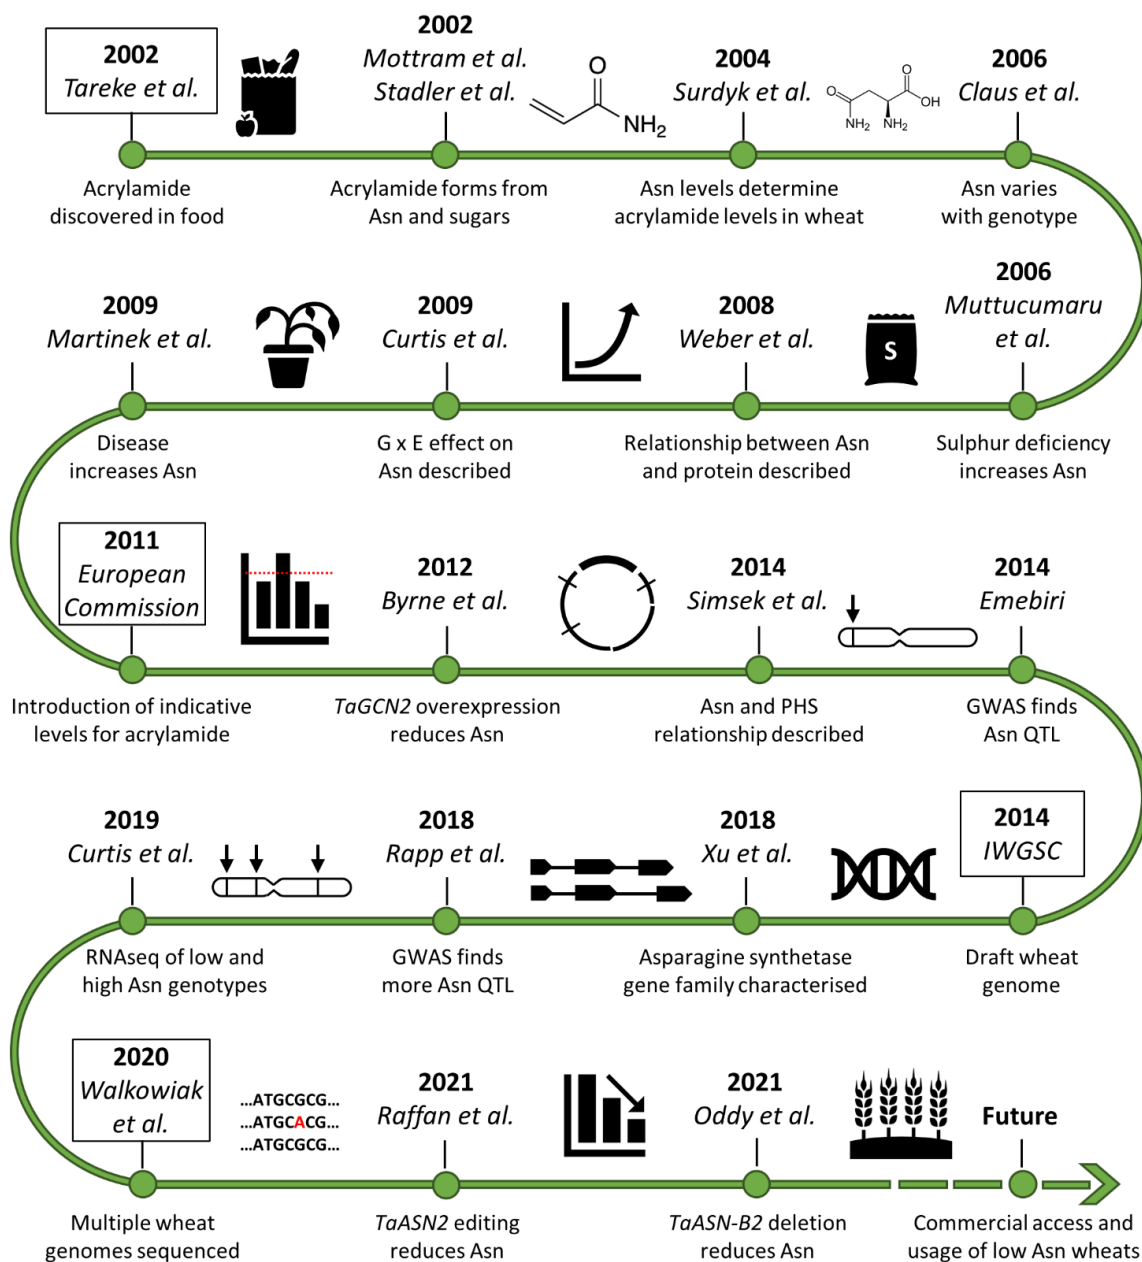 2002
Tareke et al.
Acrylamide
discovered in food
2002
Mottram et al.
Stadler et al.
Acrylamide forms from
Asn and sugars
O
NH2
2004
Surdyk et al.
Asn levels determine
acrylamide levels in wheat
O
O
OH
NH2
NH2
2006
Claus et al.
Asn varies
with genotype
2006
Muttucumaru
et al.
Sulphur deficiency
increases Asn
S
2008
Weber et al.
Relationship between Asn
and protein described
2009
Curtis et al.
G x E effect on
Asn described
2009
Martinek et al.
Disease
increases Asn
2011
European
Commission
Introduction of indicative
levels for acrylamide
2012
Byrne et al.
TaGCN2 overexpression
reduces Asn
2014
Simsek et al.
Asn and PHS
relationship described
2014
Emebiri
GWAS finds
Asn QTL
2014
IWGSC
Draft wheat
genome
2018
Xu et al.
Asparagine synthetase
gene family characterised
2018
Rapp et al.
GWAS finds
more Asn QTL
2019
Curtis et al.
RNAseq of low and
high Asn genotypes
2020
Walkowiak
et al.
Multiple wheat
genomes sequenced
...ATGCGCG...
...ATGCACG...
...ATGCGCG...
2021
Raffan et al.
TaASN2 editing
reduces Asn
2021
Oddy et al.
TaASN-B2 deletion
reduces Asn
Future
Commercial access and
usage of low Asn wheats